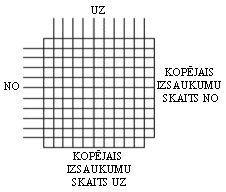 UZ
NO
KOPĒJAIS
IZSAUKUMU
SKAITS NO
KOPĒJAIS
IZSAUKUMU
SKAITS UZ